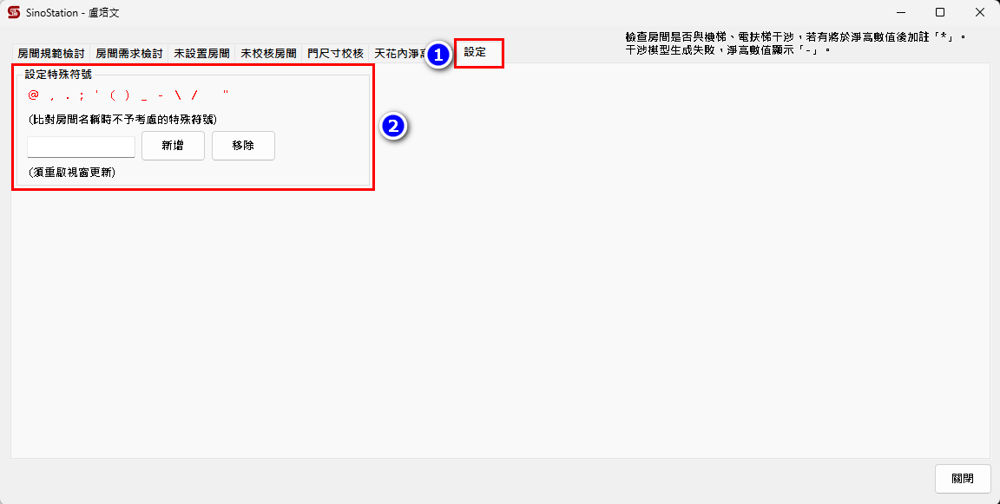 SinoStation - 盧培文
檢查房間是否與樓梯、電扶梯干涉，若有將於淨高數值後加註「*」。
干涉模型生成失敗，淨高數值顯示「-」。
房間規範檢討 房間需求檢討 未設置房間 未校核房間 門尺寸校核 天花內淨高 1 設定
設定特殊符號
@ , . ; ' ( ) _ - \ / "
(比對房間名稱時不予考慮的特殊符號)
2
新增 移除
(須重啟視窗更新)
關閉